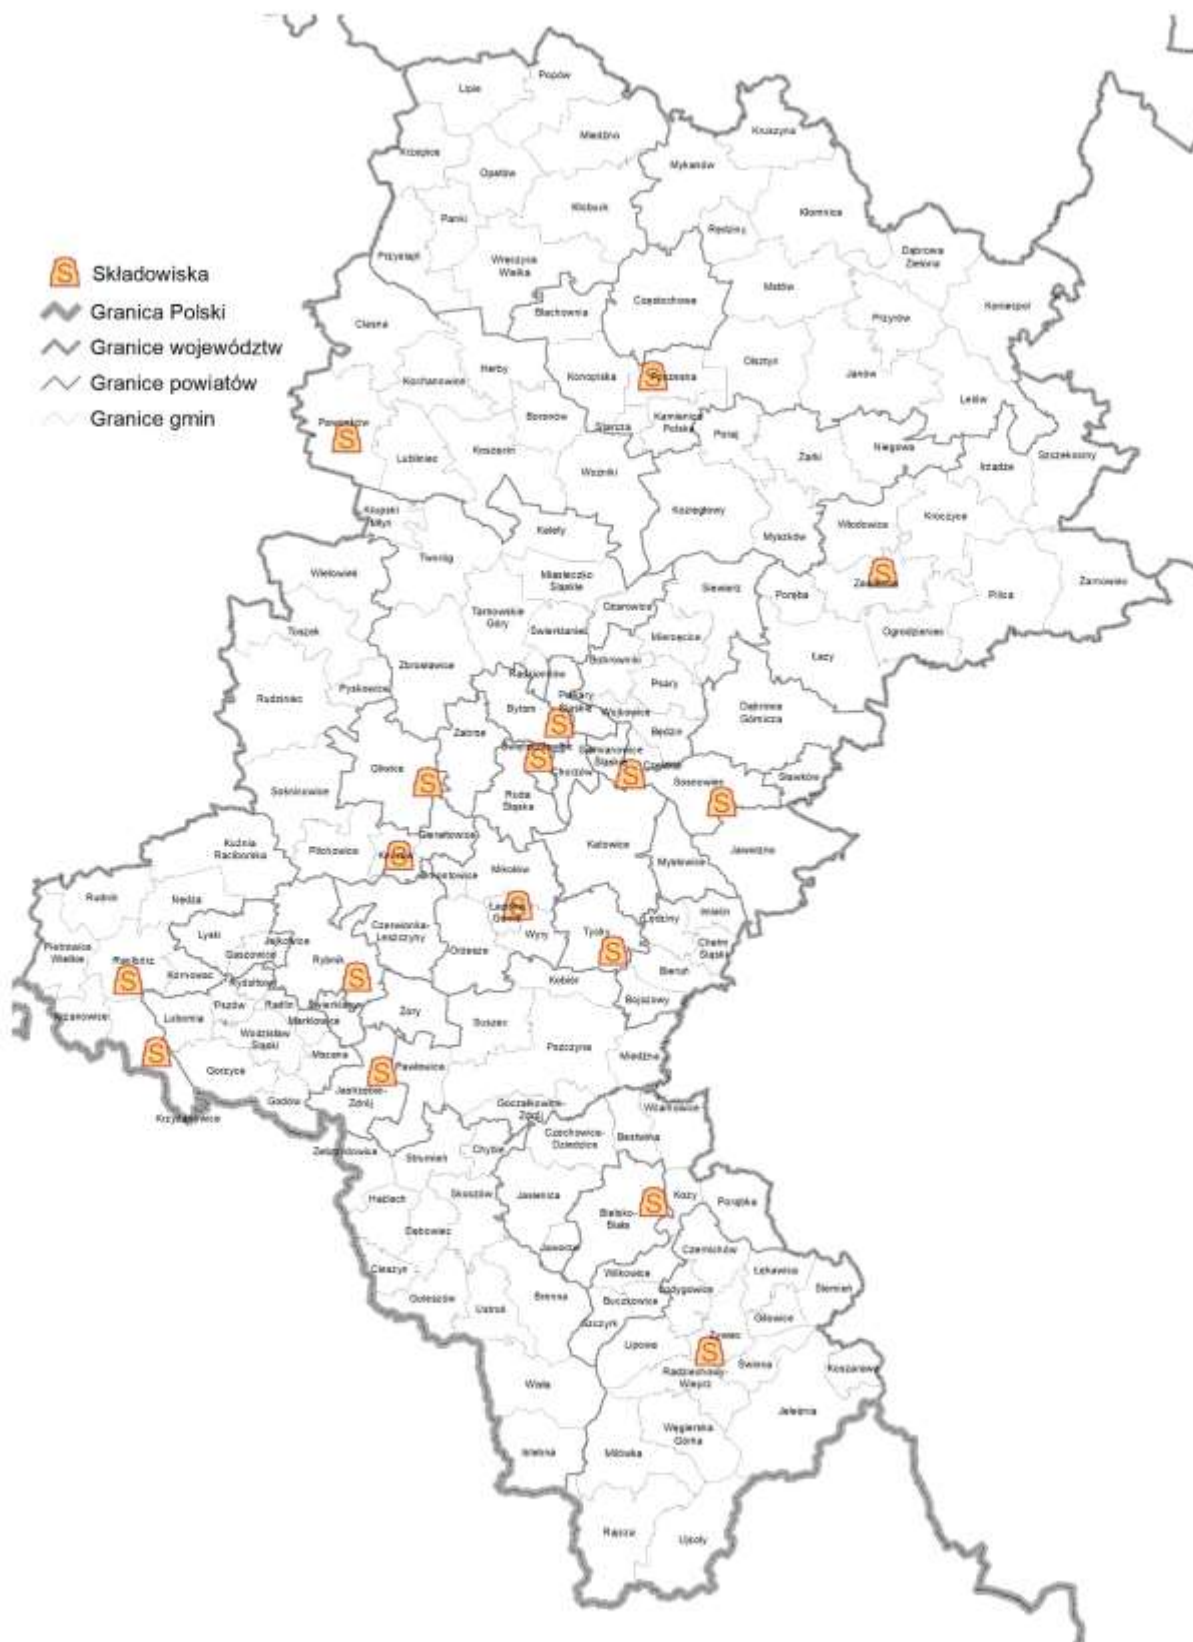 Popów
Lipie
Kruszyna
Miedźno
Krzepice
Mykanów
Opatów
Kłobuck
Kłomnice
Panki
Rędziny
Dąbrowa
Zielona
Przystajń
Wręczyca
Wielka
S Składowiska
Mstów
Częstochowa
Koniecpol
Granica Polski
Blachownia
Przyrów
Ciasna
Granice województw
Olsztyn
Herby
Janów
Konopiska
Kochanowice
Granice powiatów
S
Lelów
Boronów
Kamienica
Polska
Granice gmin
Starcza
Poraj
S
Niegowa
Koszęcin
Żarki
Szczekociny
Lubliniec
Irządze
Woźniki
Krupski
Młyn
Koziegłowy
Kroczyce
Włodowice
Kalety
Myszków
Tworóg
Wielowieś
Miasteczko
Śląskie
S
Żarnowiec
Siewierz
Poręba
Pilica
Ożarowice
Tarnowskie
Góry
Toszek
Świerklaniec
Ogrodzieniec
Mierzęcice
Łazy
Bobrowniki
Zbrosławice
Radzionków
Psary
Pyskowice
Rudziniec
Piekary
Śląskie
Bytom
Wojkowice
Dąbrowa
Górnicza
S
Zabrze
Będzin
Siemianowice
Śląskie
S
Gliwice
Chorzów
S
Sosnowiec
Sławków
S
Sośnicowice
Ruda
Śląska
S
Gierałtowice
Kuźnia
Raciborska
Katowice
Pilchowice
Jaworzno
S
Mysłowice
Mikołów
Rudnik
Nędza
S
Imielin
Lędziny
Czerwionka-
Leszczyny
Lyski
Wyry
Tychy
Jejkowice
Chełm
Śląski
Pietrowice
Wielkie
Orzesze
Gaszowice
S
Racibórz
Rybnik
Kornowac
Bieruń
S
S
Kobiór
Rydułtowy
Bojszowy
Pszów
Radlin
Świerklany
Żory
Lubomia
Marklowice
Suszec
Wodzisław
Śląski
Pszczyna
S
Mszana
Miedźna
Pawłowice
Gorzyce
S
Jastrzębie-
Zdrój
Godów
Goczałkowice-
Zdrój
Wilamowice
Krzyżanowice
Czechowice-
Dziedzice
Bestwina
Chybie
Zebrzydowice
Strumień
Skoczów
Jasienica
Kozy
Hażlach
S
Porąbka
Bielsko-
Biała
Dębowiec
Jaworze
Czernichów
Cieszyn
Wilkowice
Łękawica
Ślemień
Goleszów
Brenna
Buczkowice
Łodygowice
Ustroń
Gilowice
Szczyrk
Żywiec
Lipowa
S
Świnna
Koszarawa
Radziechowy-
Wieprz
Wisła
Jeleśnia
Węgierska
Górka
Istebna
Milówka
Rajcza
Ujsoły